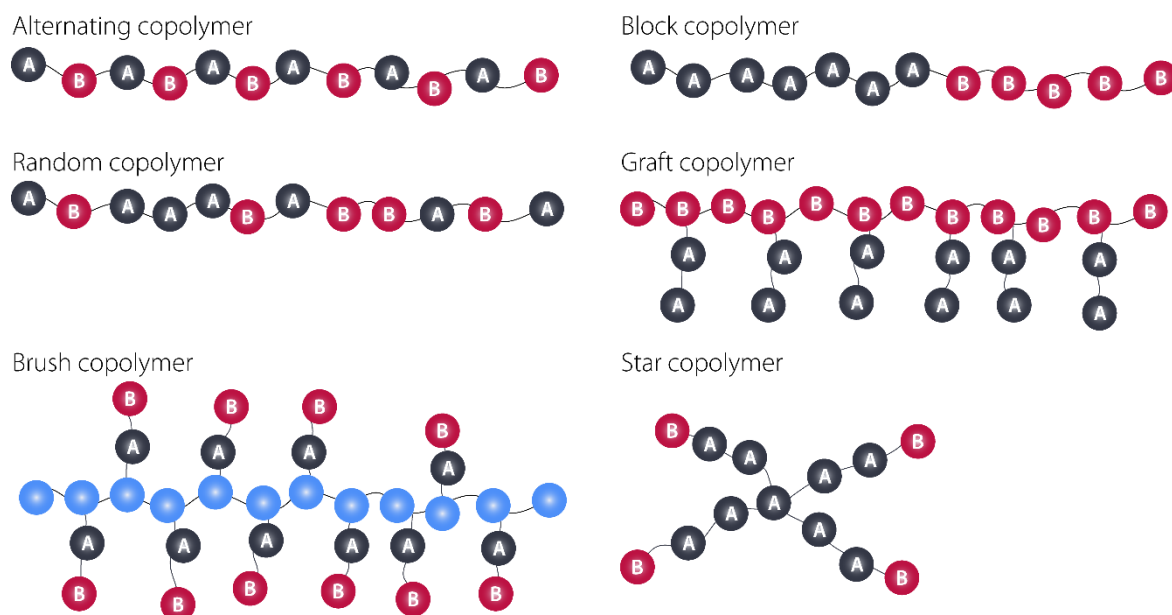 Alternating copolymer
A B A B A B A B A B A B
Block copolymer
A A A A A A A B B B B B
Random copolymer
A B A A A B A B B A B A
Graft copolymer
B B B B B B B B B B B B
A A A A A A
A A A A A A
Brush copolymer
B B B B
A A A A
A A A A A A
B B B B B B
Star copolymer
B A A A A B
A
B A A A A B